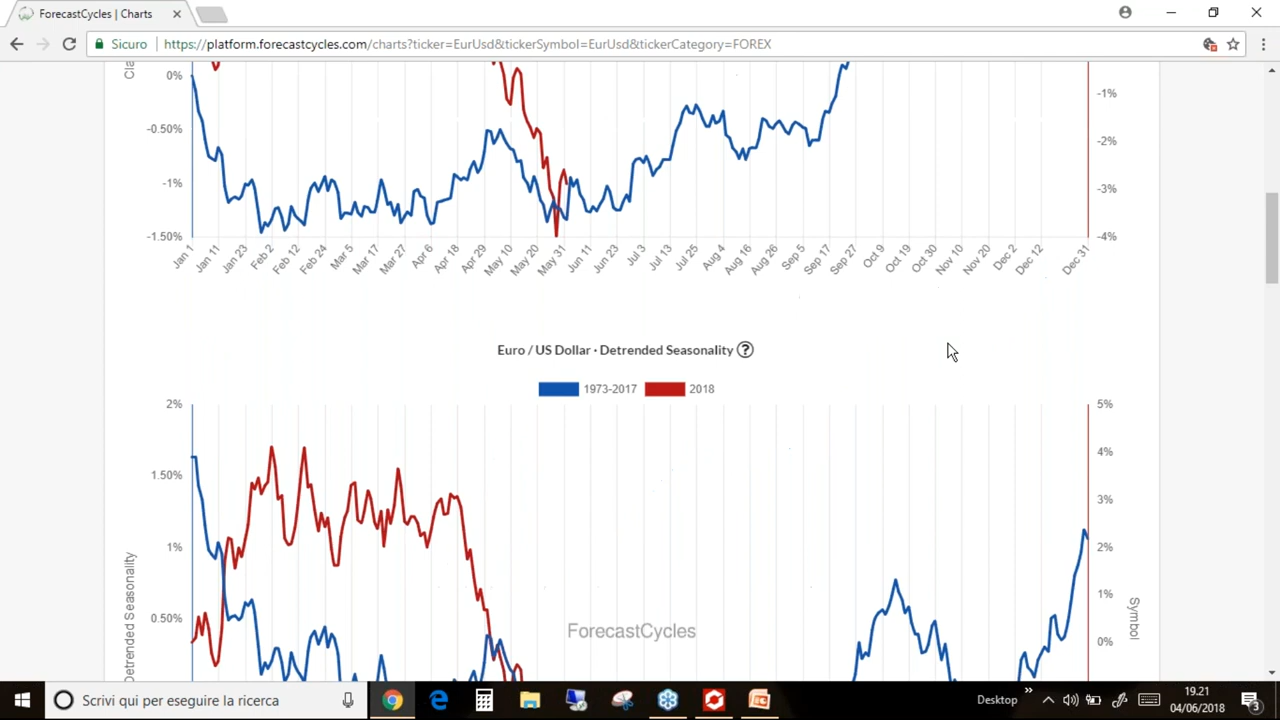 ForecastCycles | Charts
Sicuro https://platform.forecastcycles.com/charts?ticker=EurUsd&tickerSymbol=EurUsd&tickerCategory=FOREX
Cla
0%
-0.50%
-1%
-1.50%
-1%
-2%
-3%
-4%
Jan 1 Jan 11 Jan 23 Feb 2 Feb 12 Feb 24 Mar 5 Mar 17 Mar 27 Apr 6 Apr 18 Apr 29 May 10 May 20 May 31 Jun 11 Jun 23 Jul 3 Jul 13 Jul 25 Aug 4 Aug 16 Aug 26 Sep 5 Sep 17 Sep 27 Oct 9 Oct 19 Oct 30 Nov 10 Nov 20 Dec 2 Dec 12 Dec 31
Euro / US Dollar · Detrended Seasonality ?
1973-2017 2018
2%
1.50%
1%
0.50%
Detrended Seasonality
5%
4%
3%
2%
1%
0%
Symbol
ForecastCycles
Scrivi qui per eseguire la ricerca
Desktop
19.21
04/06/2018
3